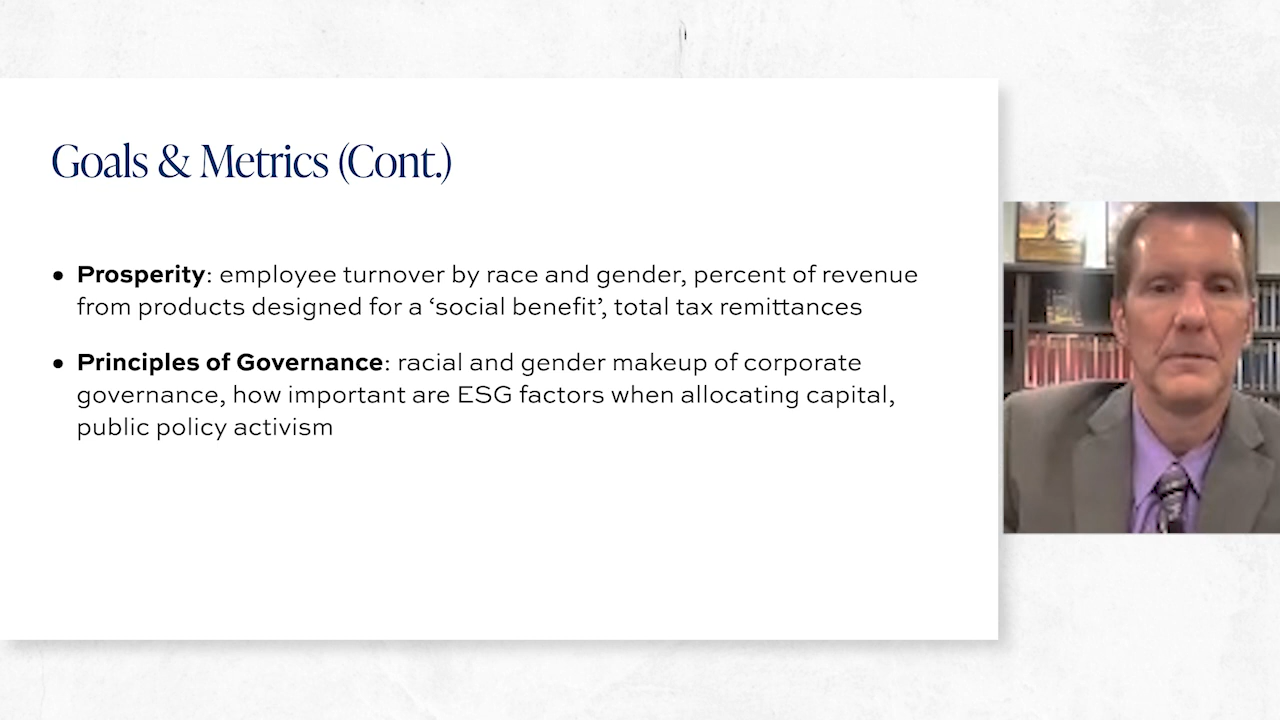 Goals & Metrics (Cont.)
• Prosperity: employee turnover by race and gender, percent of revenue
from products designed for a ‘social benefit’, total tax remittances
• Principles of Governance: racial and gender makeup of corporate
governance, how important are ESG factors when allocating capital,
public policy activism